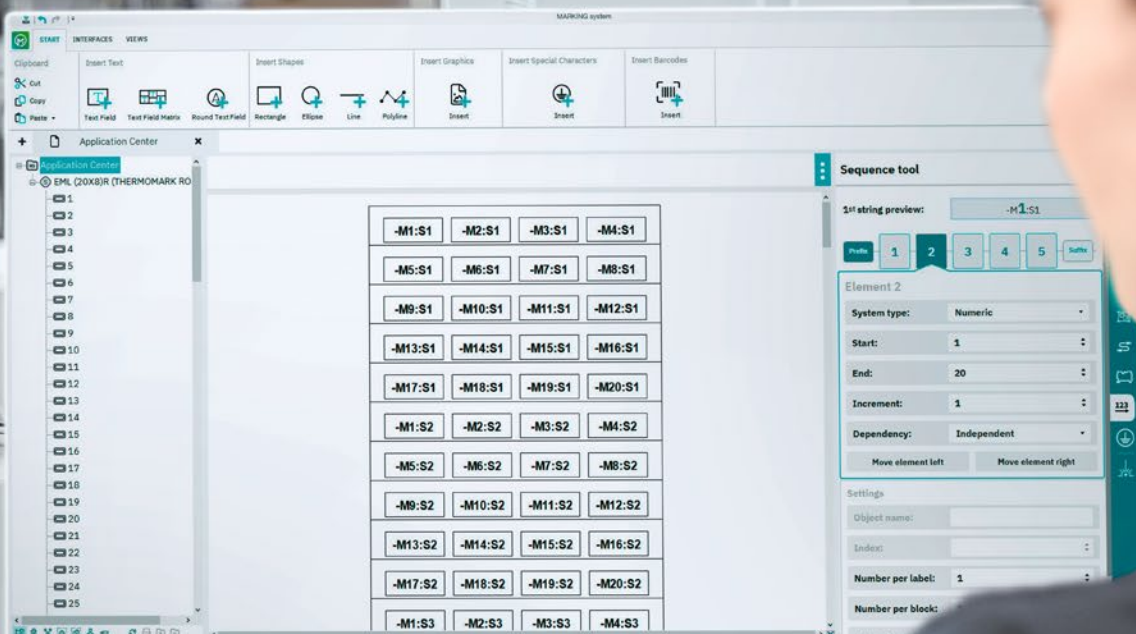 MARKING system
START INTERFACES VIEWS
Clipboard
Cut
Copy
Paste
Insert Text
Text Field Text Field Matrix Round Text Field
Insert Shapes
Rectangle Ellipse Line Polyline
Insert Graphics
Insert
Insert Special Characters
Insert
Insert Barcodes
Insert
+ Application Center x
Application Center
EML (20X8)R (THERMOMARK RO
1
2
3
4
5
6
7
8
9
10
11
12
13
14
15
16
17
18
19
20
21
22
23
24
25
-M1:S1 -M2:S1 -M3:S1 -M4:S1
-M5:S1 -M6:S1 -M7:S1 -M8:S1
-M9:S1 -M10:S1 -M11:S1 -M12:S1
-M13:S1 -M14:S1 -M15:S1 -M16:S1
-M17:S1 -M18:S1 -M19:S1 -M20:S1
-M1:S2 -M2:S2 -M3:S2 -M4:S2
-M5:S2 -M6:S2 -M7:S2 -M8:S2
-M9:S2 -M10:S2 -M11:S2 -M12:S2
-M13:S2 -M14:S2 -M15:S2 -M16:S2
-M17:S2 -M18:S2 -M19:S2 -M20:S2
-M1:S3 -M2:S3 -M3:S3 -M4:S3
Sequence tool
1st string preview: -M1:S1
Prefix 1 2 3 4 5 Suffix
Element 2
System type: Numeric
Start: 1
End: 20
Increment: 1
Dependency: Independent
Move element left Move element right
Settings
Object name:
Index:
Number per label: 1
Number per block:
123